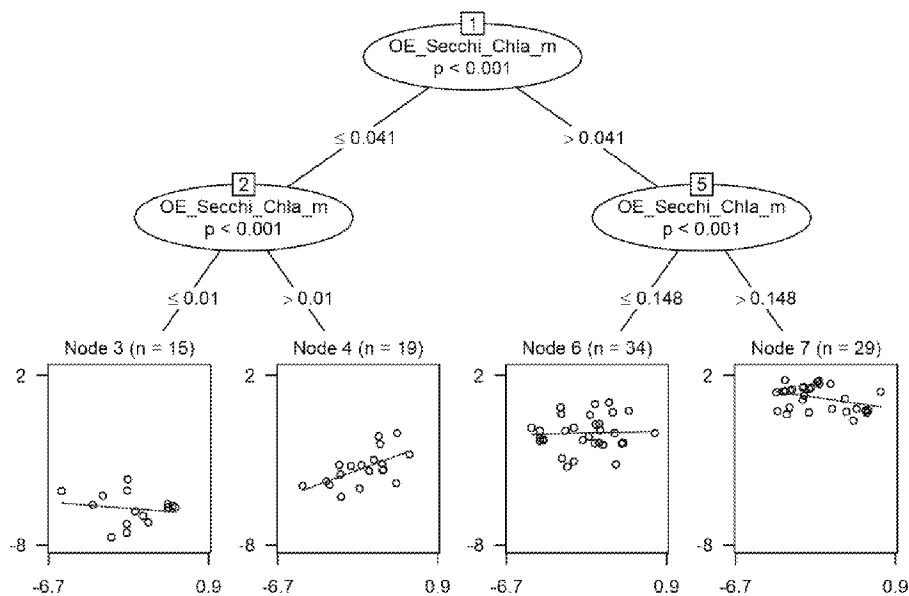 1
OE_Secchi_Chla_m
p < 0.001
≤ 0.041
> 0.041
2
OE_Secchi_Chla_m
p < 0.001
5
OE_Secchi_Chla_m
p < 0.001
≤ 0.01
> 0.01
≤ 0.148
> 0.148
Node 3 (n = 15)
Node 4 (n = 19)
Node 6 (n = 34)
Node 7 (n = 29)
2
2
2
2
-8
-8
-8
-8
-6.7
0.9
-6.7
0.9
-6.7
0.9
-6.7
0.9